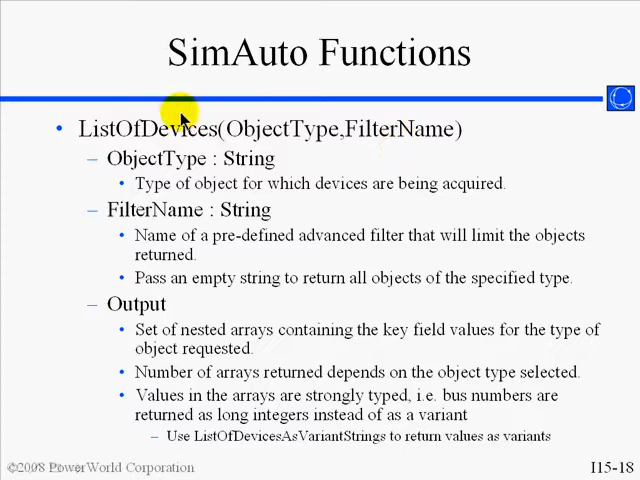 SimAuto Functions
• ListOfDevices(ObjectType,FilterName)
– ObjectType : String
• Type of object for which devices are being acquired.
– FilterName : String
• Name of a pre-defined advanced filter that will limit the objects
returned.
• Pass an empty string to return all objects of the specified type.
– Output
• Set of nested arrays containing the key field values for the type of
object requested.
• Number of arrays returned depends on the object type selected.
• Values in the arrays are strongly typed, i.e. bus numbers are
returned as long integers instead of as a variant
– Use ListOfDevicesAsVariantStrings to return values as variants
©2008 PowerWorld Corporation
I15-18